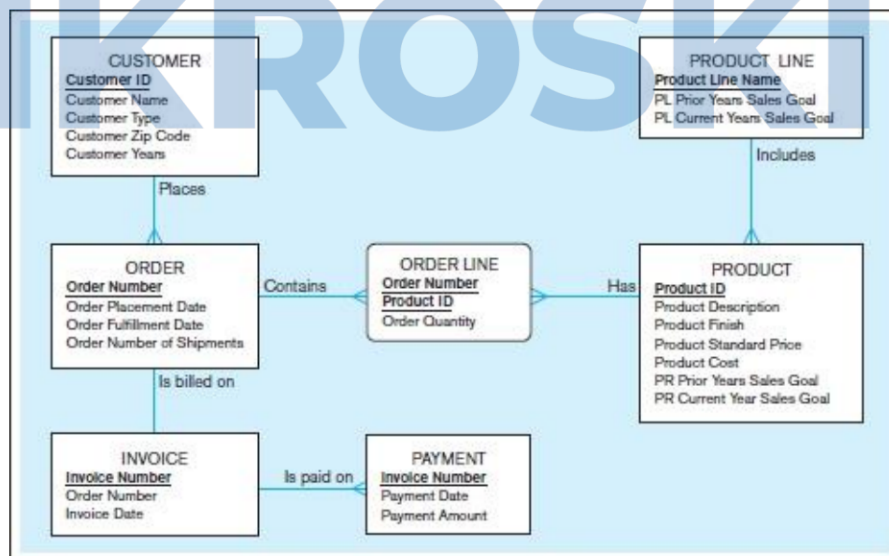 IKROSKI
CUSTOMER
Customer ID
Customer Name
Customer Type
Customer Zip Code
Customer Years
PRODUCT LINE
Product Line Name
PL Prior Years Sales Goal
PL Current Years Sales Goal
Places
Includes
ORDER
Order Number
Order Placement Date
Order Fulfillment Date
Order Number of Shipments
Contains
ORDER LINE
Order Number
Product ID
Order Quantity
Has
PRODUCT
Product ID
Product Description
Product Finish
Product Standard Price
Product Cost
PR Prior Years Sales Goal
PR Current Year Sales Goal
Is billed on
INVOICE
Invoice Number
Order Number
Invoice Date
Is paid on
PAYMENT
Invoice Number
Payment Date
Payment Amount